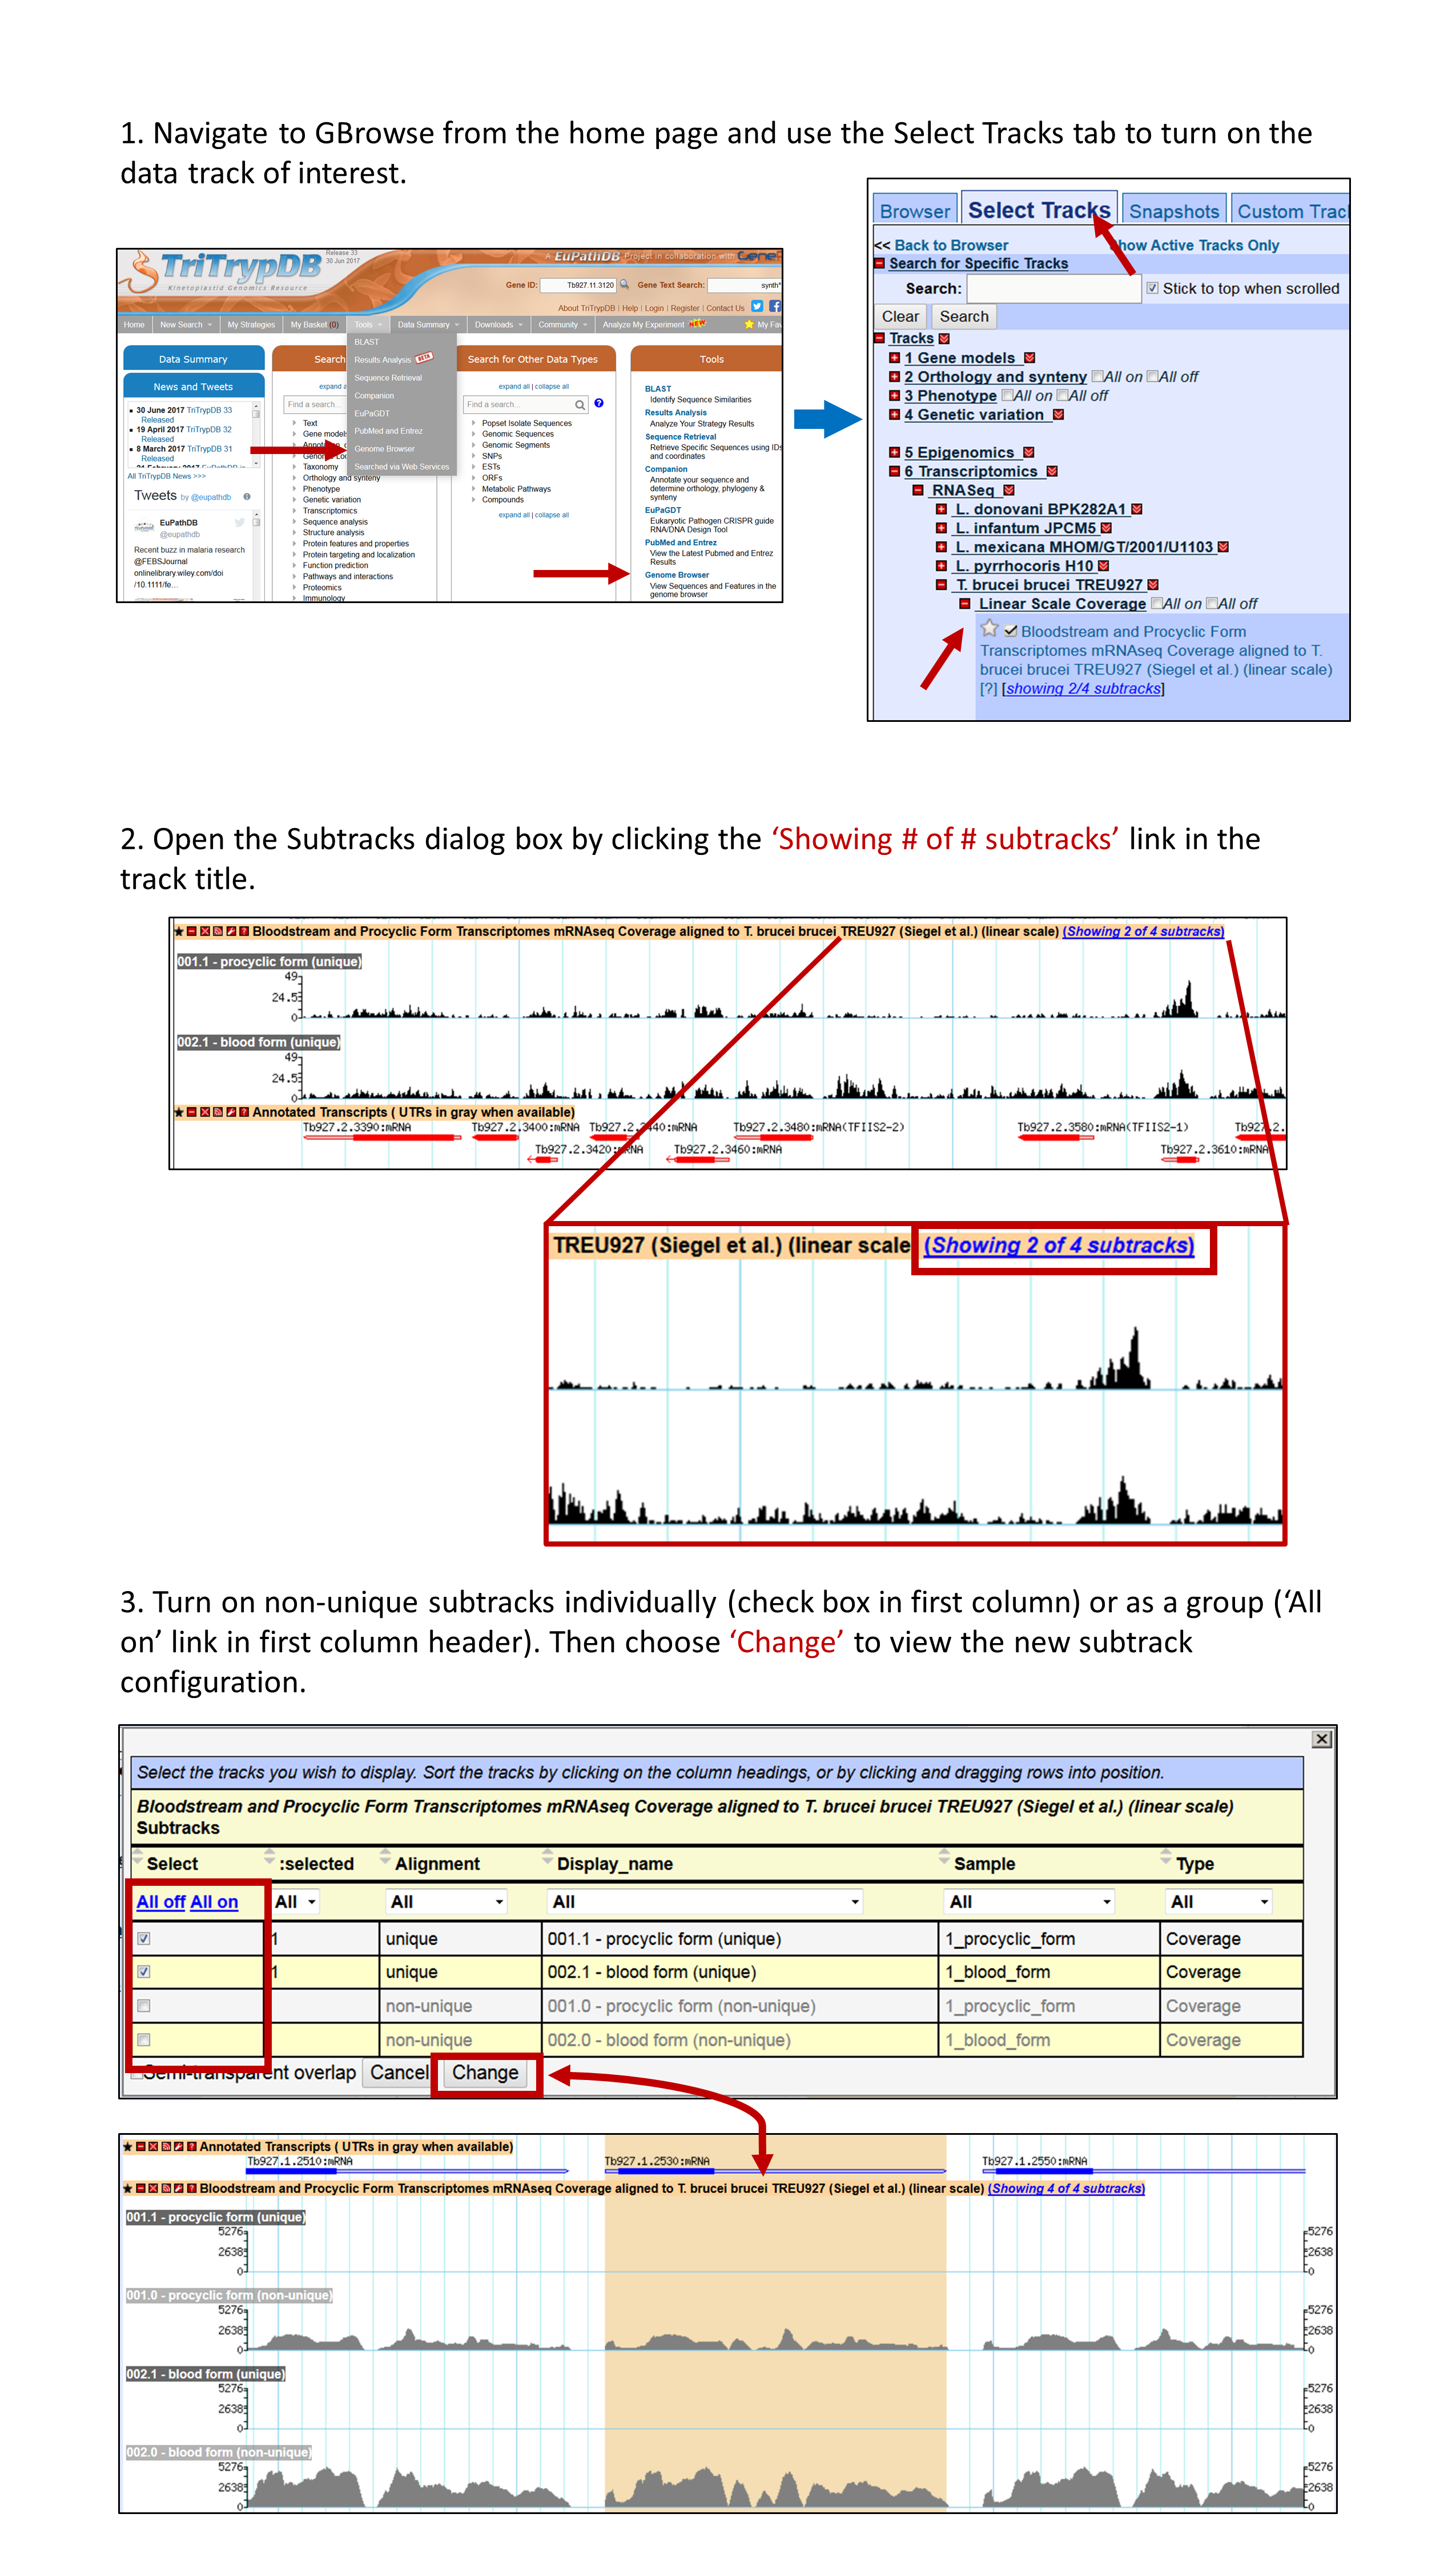 1. Navigate to GBrowse from the home page and use the Select Tracks tab to turn on the
data track of interest.
TriTrypDB
Kinetoplastid Genomics Resource
Release 33
30 Jun 2017
A EuPathDB Project in collaboration with GeneD
Gene ID: Tb927.11.3120 Gene Text Search: synth*
About TriTrypDB | Help | Login | Register | Contact Us
Home New Search My Strategies My Basket (0) Tools Data Summary Downloads Community Analyze My Experiment NEW My Fav
BLAST
Results Analysis BETA
Sequence Retrieval
Companion
EuPaGDT
PubMed and Entrez
Genome Browser
Searched via Web Services
Data Summary
News and Tweets
30 June 2017 TriTrypDB 33
Released
19 April 2017 TriTrypDB 32
Released
8 March 2017 TriTrypDB 31
Released
All TriTrypDB News >>>
Tweets by @eupathdb
EuPathDB
@eupathdb
Recent buzz in malaria research
@FEBSJournal
onlinelibrary.wiley.com/doi
/10.1111/fe…
Search
expand a
Find a search...
Text
Gene models
Taxonomy
Orthology and synteny
Phenotype
Genetic variation
Transcriptomics
Sequence analysis
Structure analysis
Protein features and properties
Protein targeting and localization
Function prediction
Pathways and interactions
Proteomics
Immunology
Search for Other Data Types
expand all | collapse all
Find a search...
Popset Isolate Sequences
Genomic Sequences
Genomic Segments
SNPs
ESTs
ORFs
Metabolic Pathways
Compounds
expand all | collapse all
Tools
BLAST
Identify Sequence Similarities
Results Analysis
Analyze Your Strategy Results
Sequence Retrieval
Retrieve Specific Sequences using IDs
and coordinates
Companion
Annotate your sequence and
determine orthology, phylogeny &
synteny
EuPaGDT
Eukaryotic Pathogen CRISPR guide
RNA/DNA Design Tool
PubMed and Entrez
View the Latest Pubmed and Entrez
Results
Genome Browser
View Sequences and Features in the
genome browser
Browser Select Tracks Snapshots Custom Trac
<< Back to Browser Show Active Tracks Only
Search for Specific Tracks
Search: Stick to top when scrolled
Clear Search
Tracks
1 Gene models
2 Orthology and synteny All on All off
3 Phenotype All on All off
4 Genetic variation
5 Epigenomics
6 Transcriptomics
RNASeq
L. donovani BPK282A1
L. infantum JPCM5
L. mexicana MHOM/GT/2001/U1103
L. pyrrhocoris H10
T. brucei brucei TREU927
Linear Scale Coverage All on All off
Bloodstream and Procyclic Form
Transcriptomes mRNAseq Coverage aligned to T.
brucei brucei TREU927 (Siegel et al.) (linear scale)
[?] [showing 2/4 subtracks]
2. Open the Subtracks dialog box by clicking the ‘Showing # of # subtracks’ link in the
track title.
Bloodstream and Procyclic Form Transcriptomes mRNAseq Coverage aligned to T. brucei brucei TREU927 (Siegel et al.) (linear scale) (Showing 2 of 4 subtracks)
001.1 - procyclic form (unique)
49
24.5
0
002.1 - blood form (unique)
49
24.5
0
Annotated Transcripts ( UTRs in gray when available)
Tb927.2.3390:mRNA Tb927.2.3400:mRNA Tb927.2.3440:mRNA Tb927.2.3480:mRNA(TFIIS2-2) Tb927.2.3580:mRNA(TFIIS2-1) Tb927.2.
Tb927.2.3420:mRNA Tb927.2.3460:mRNA Tb927.2.3610:mRNA
TREU927 (Siegel et al.) (linear scale (Showing 2 of 4 subtracks)
3. Turn on non-unique subtracks individually (check box in first column) or as a group (‘All
on’ link in first column header). Then choose ‘Change’ to view the new subtrack
configuration.
Select the tracks you wish to display. Sort the tracks by clicking on the column headings, or by clicking and dragging rows into position.
Bloodstream and Procyclic Form Transcriptomes mRNAseq Coverage aligned to T. brucei brucei TREU927 (Siegel et al.) (linear scale)
Subtracks
Select :selected Alignment Display_name Sample Type
All off All on All All All All All
1 unique 001.1 - procyclic form (unique) 1_procyclic_form Coverage
1 unique 002.1 - blood form (unique) 1_blood_form Coverage
non-unique 001.0 - procyclic form (non-unique) 1_procyclic_form Coverage
non-unique 002.0 - blood form (non-unique) 1_blood_form Coverage
Semi-transparent overlap Cancel Change
Annotated Transcripts ( UTRs in gray when available)
Tb927.1.2510:mRNA Tb927.1.2530:mRNA Tb927.1.2550:mRNA
Bloodstream and Procyclic Form Transcriptomes mRNAseq Coverage aligned to T. brucei brucei TREU927 (Siegel et al.) (linear scale) (Showing 4 of 4 subtracks)
001.1 - procyclic form (unique)
5276 5276
2638 2638
0 0
001.0 - procyclic form (non-unique)
5276 5276
2638 2638
0 0
002.1 - blood form (unique)
5276 5276
2638 2638
0 0
002.0 - blood form (non-unique)
5276 5276
2638 2638
0 0